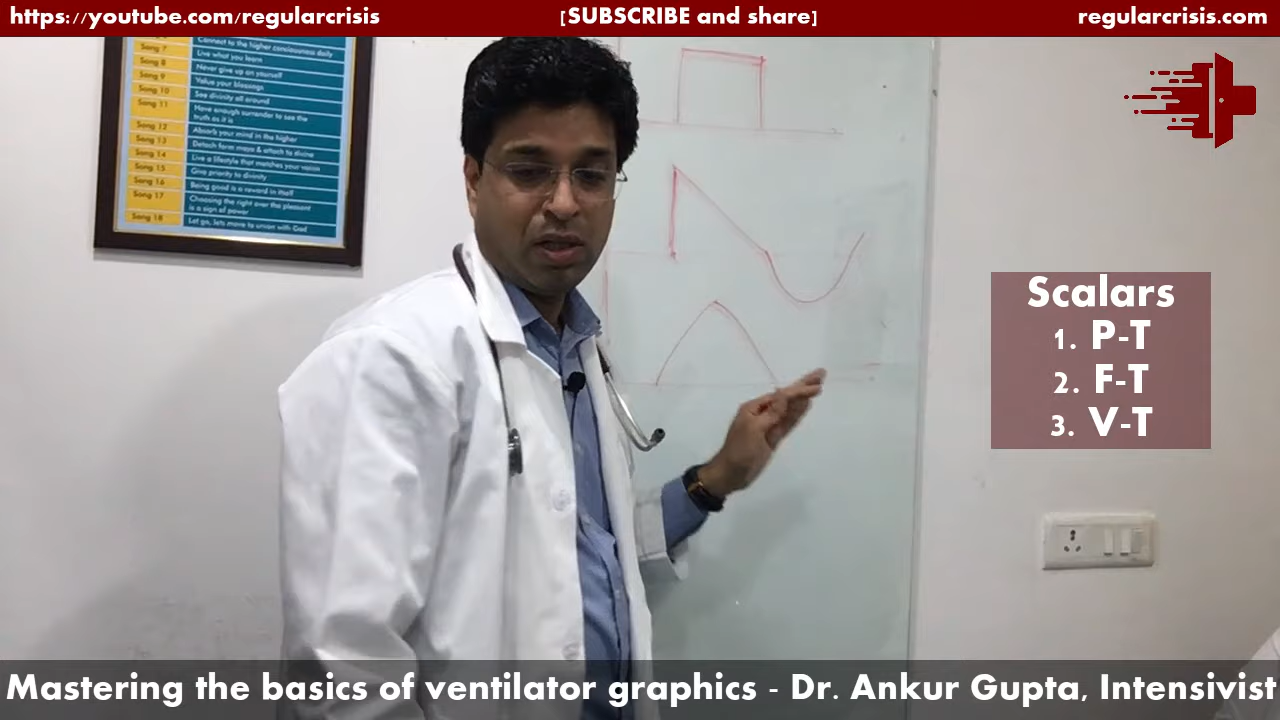 https://youtube.com/regularcrisis
[SUBSCRIBE and share]
regularcrisis.com
Song 7
Connect to the higher consciousness daily
Song 8
Live what you learn
Song 9
Never give up on yourself
Song 10
Value your blessings
Song 11
See divinity all around
Have enough surrender to see the
truth as it is
Song 12
Absorb your mind in the higher
Song 13
Detach from maya & attach to divine
Song 14
Live a lifestyle that matches your vision
Song 15
Give priority to divinity
Song 16
Being good is a reward in itself
Song 17
Choosing the right over the pleasant
is a sign of power
Song 18
Let go, lets move to union with God
Scalars
1. P-T
2. F-T
3. V-T
Mastering the basics of ventilator graphics - Dr. Ankur Gupta, Intensivist